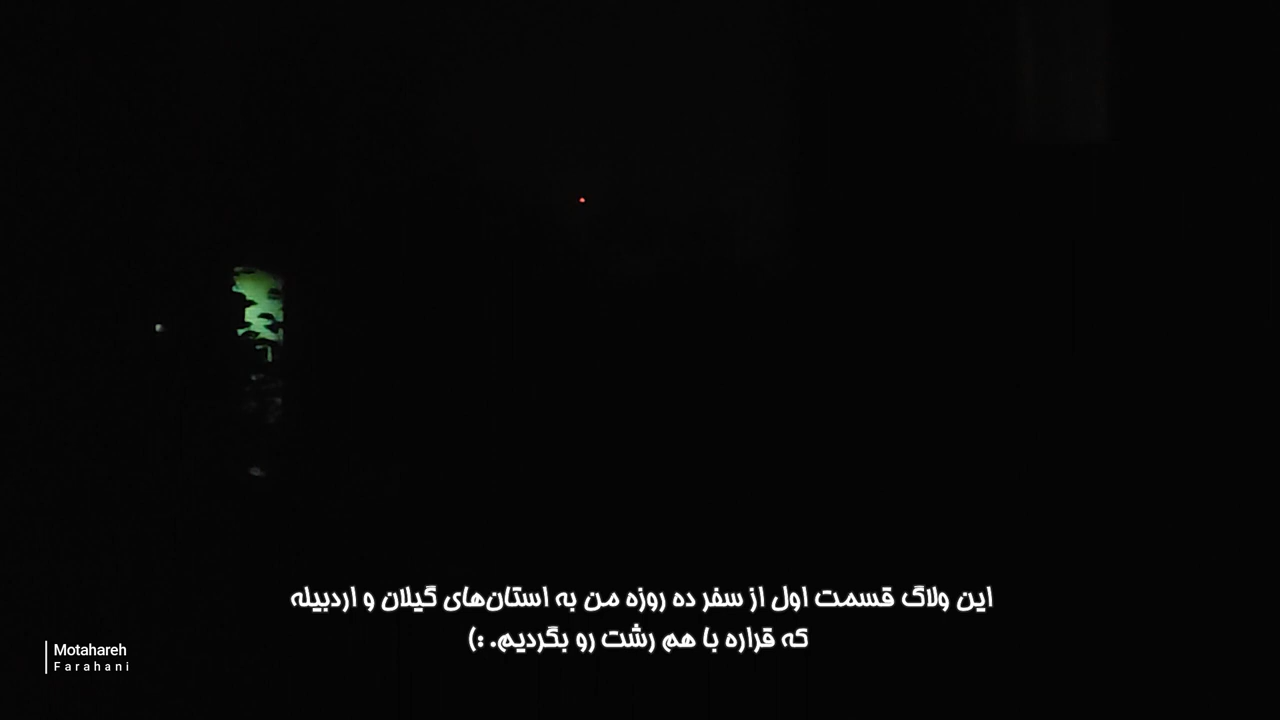 این ولاگ قسمت اول از سفر ده روزه من به استان‌های گیلان و اردبیله
که قراره با هم رشت رو بگردیم. :)
Motahareh
Farahani